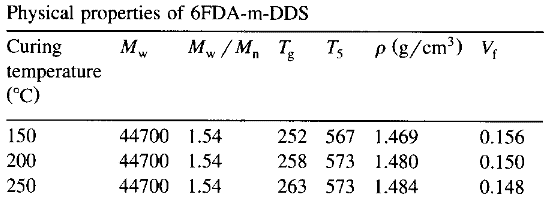 Physical properties of 6FDA-m-DDS
Curing temperature (°C) Mw Mw / Mn Tg T5 ρ (g/cm³) Vf
150 44700 1.54 252 567 1.469 0.156
200 44700 1.54 258 573 1.480 0.150
250 44700 1.54 263 573 1.484 0.148